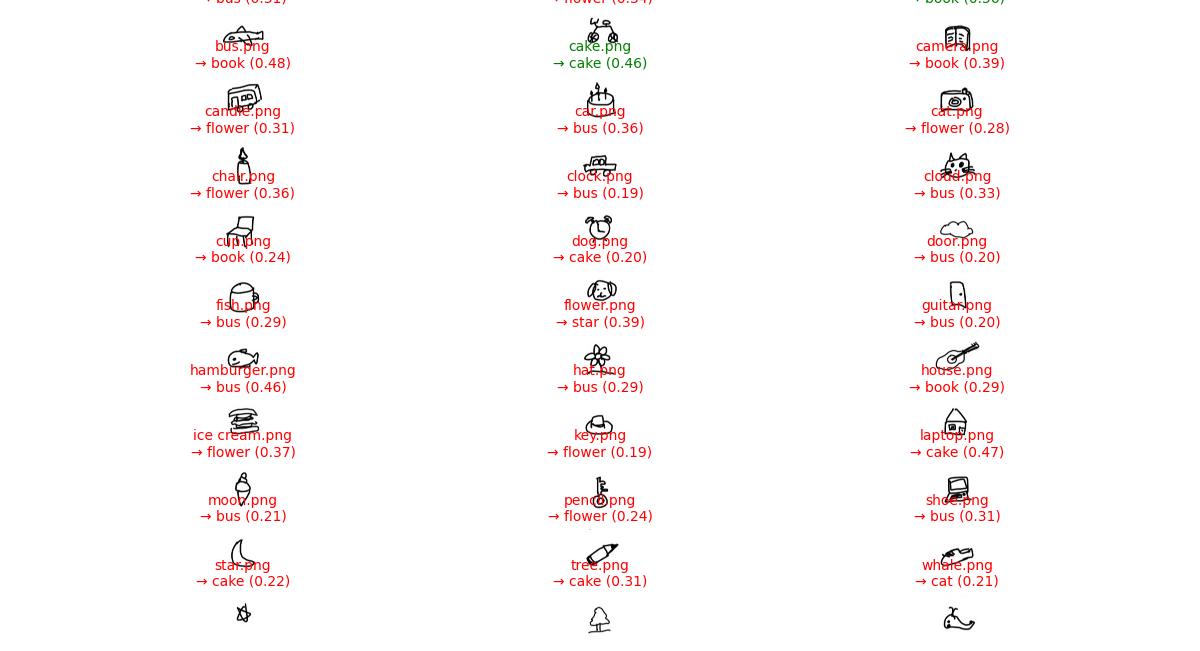 → bus (0.31)
→ flower (0.34)
→ book (0.30)
bus.png
→ book (0.48)
cake.png
→ cake (0.46)
camera.png
→ book (0.39)
candle.png
→ flower (0.31)
car.png
→ bus (0.36)
cat.png
→ flower (0.28)
chair.png
→ flower (0.36)
clock.png
→ bus (0.19)
cloud.png
→ bus (0.33)
cup.png
→ book (0.24)
dog.png
→ cake (0.20)
door.png
→ bus (0.20)
fish.png
→ bus (0.29)
flower.png
→ star (0.39)
guitar.png
→ bus (0.20)
hamburger.png
→ bus (0.46)
hat.png
→ bus (0.29)
house.png
→ book (0.29)
ice cream.png
→ flower (0.37)
key.png
→ flower (0.19)
laptop.png
→ cake (0.47)
moon.png
→ bus (0.21)
pencil.png
→ flower (0.24)
shoe.png
→ bus (0.31)
star.png
→ cake (0.22)
tree.png
→ cake (0.31)
whale.png
→ cat (0.21)